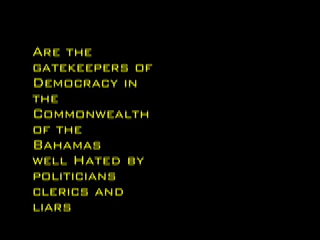 Are the
gatekeepers of
Democracy in
the
Commonwealth
of the
Bahamas
well Hated by
politicians
clerics and
liars